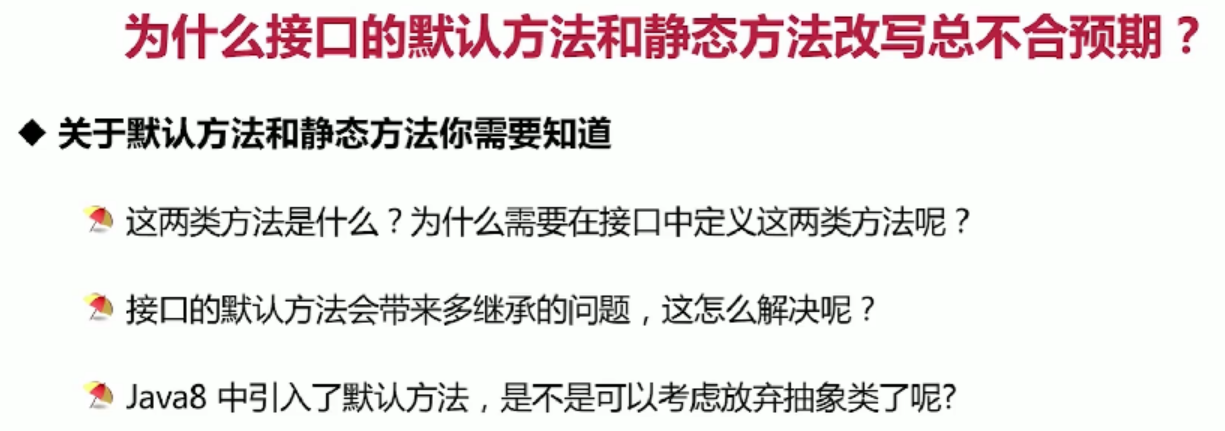 为什么接口的默认方法和静态方法改写总不合预期？
关于默认方法和静态方法你需要知道
这两类方法是什么？为什么需要在接口中定义这两类方法呢？
接口的默认方法会带来多继承的问题，这怎么解决呢？
Java8 中引入了默认方法，是不是可以考虑放弃抽象类了呢?